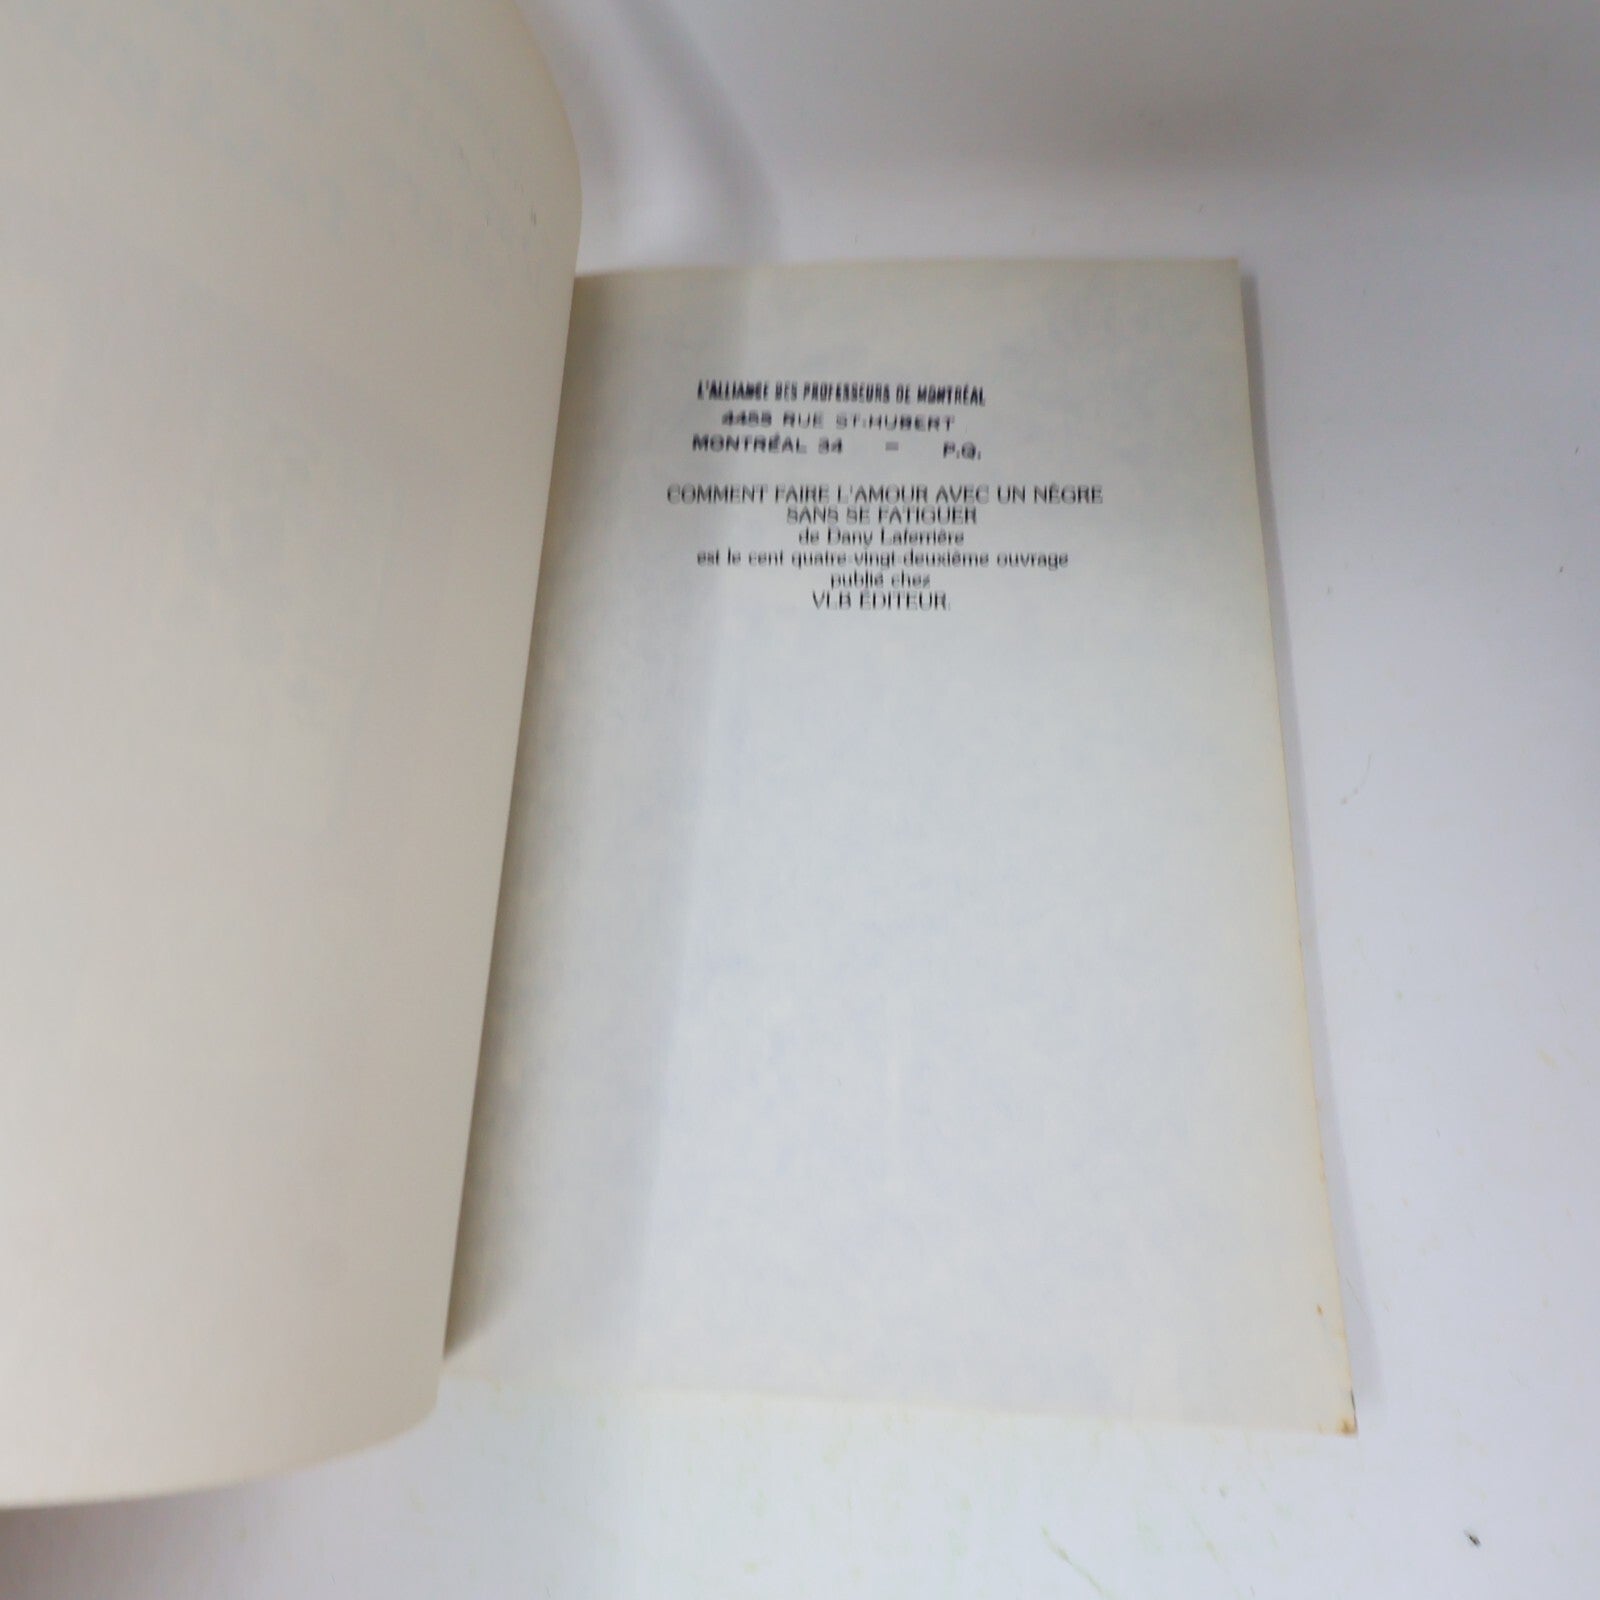 L'ALLIANCE DES PROFESSEURS DE MONTRÉAL
4455 RUE ST-HUBERT
MONTRÉAL 34 - P.Q.
COMMENT FAIRE L'AMOUR AVEC UN NÈGRE
SANS SE FATIGUER
de Dany Laferrière
est le cent quatre-vingt-deuxième ouvrage
publié chez
VLB ÉDITEUR.